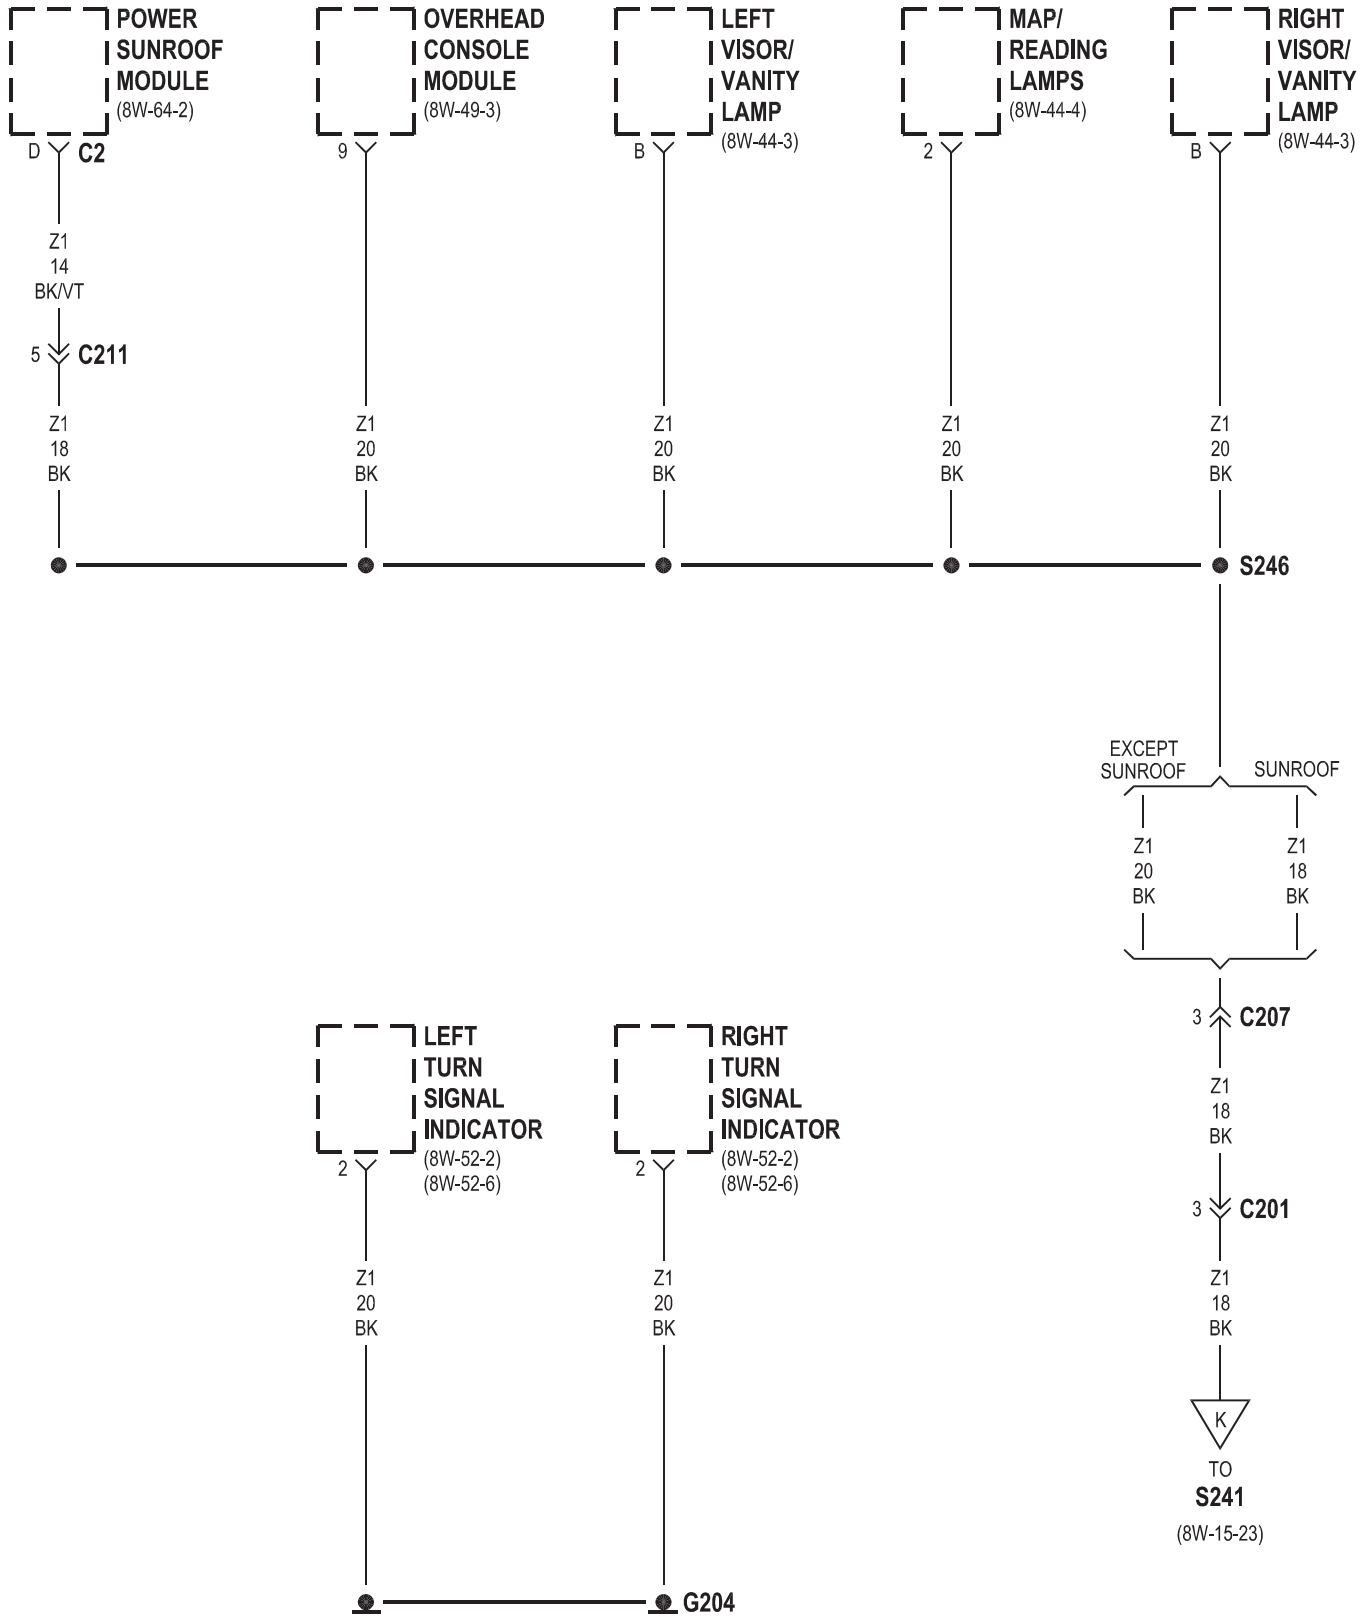 POWER
SUNROOF
MODULE
(8W-64-2)
D
C2
OVERHEAD
CONSOLE
MODULE
(8W-49-3)
9
LEFT
VISOR/
VANITY
LAMP
(8W-44-3)
B
MAP/
READING
LAMPS
(8W-44-4)
2
RIGHT
VISOR/
VANITY
LAMP
(8W-44-3)
B
Z1
14
BK/VT
5
C211
Z1
18
BK
Z1
20
BK
Z1
20
BK
Z1
20
BK
Z1
20
BK
S246
EXCEPT
SUNROOF
SUNROOF
Z1
20
BK
Z1
18
BK
3
C207
Z1
18
BK
3
C201
Z1
18
BK
K
TO
S241
(8W-15-23)
LEFT
TURN
SIGNAL
INDICATOR
(8W-52-2)
(8W-52-6)
2
RIGHT
TURN
SIGNAL
INDICATOR
(8W-52-2)
(8W-52-6)
2
Z1
20
BK
Z1
20
BK
G204